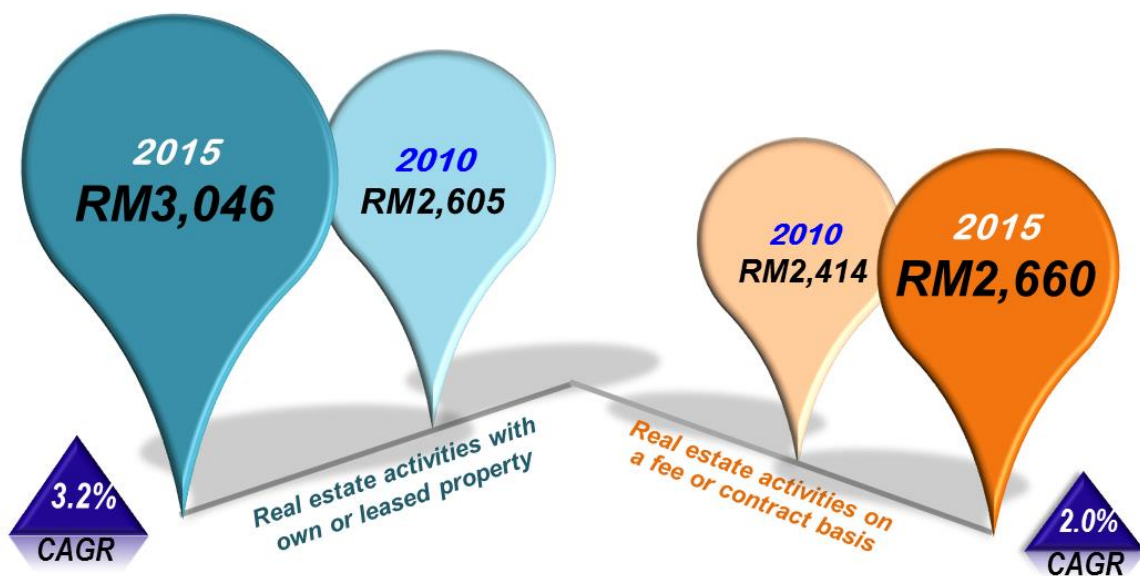 2015
RM3,046
2010
RM2,605
2010
RM2,414
2015
RM2,660
Real estate activities with
own or leased property
Real estate activities on
a fee or contract basis
3.2%
CAGR
2.0%
CAGR